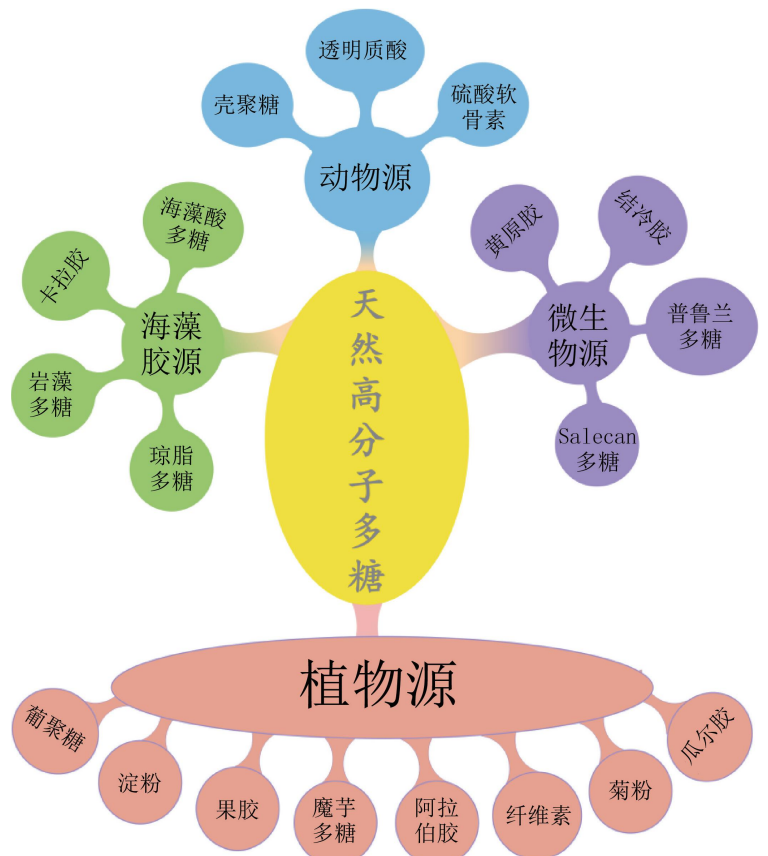 透明质酸
壳聚糖
硫酸软
骨素
动物源
海藻酸
多糖
卡拉胶
海藻
胶源
岩藻
多糖
琼脂
多糖
黄原胶
结冷胶
微生
物源
普鲁兰
多糖
Salecan
多糖
天然高分子多糖
植物源
葡聚糖
淀粉
果胶
魔芋
多糖
阿拉
伯胶
纤维素
菊粉
瓜尔胶